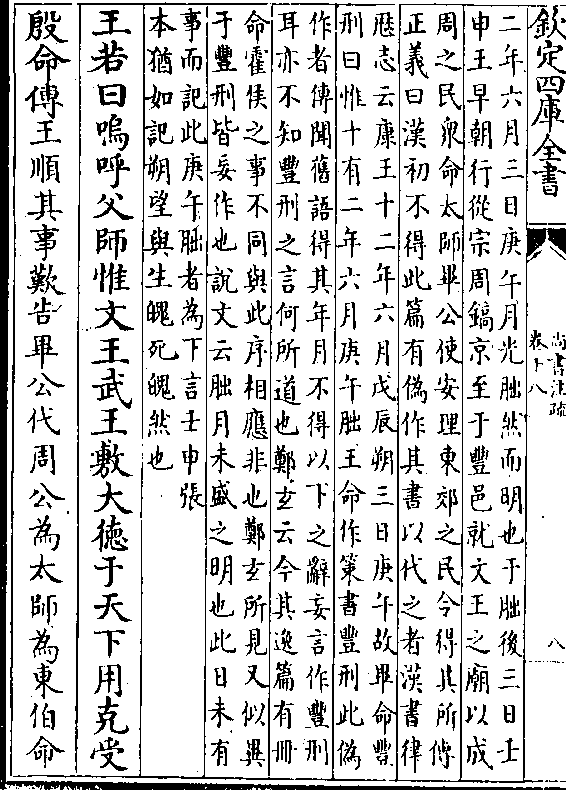 欽定四庫全書
尚書注疏
卷十八
八
二年六月三日庚午月光朏然而明也于朏後三日壬
申王早朝行從宗周鎬京至于豐邑就文王之廟以成
周之民衆命太師畢公使安理東郊之民令得其所傳
正義曰漢初不得此篇有偽作其書以代之者漢書律
厯志云康王十二年六月戊辰朔三日庚午故畢命豐
刑曰惟十有二年六月庚午朏王命作策書豐刑此偽
作者傳聞舊語得其年月不得以下之辭妄言作豐刑
耳亦不知豐刑之言何所道也鄭𤣥云今其逸篇有冊
命霍侯之事不同與此序相應非也鄭𤣥所見又似異
于豐刑皆妄作也說文云朏月未盛之明也此日未有
事而記此庚午朏者為下言壬申張
本猶如記朔望與生魄死魄然也
王若曰嗚呼父師惟文王武王敷大德于天下用克受
殷命傳王順其事歎告畢公代周公為太師為東伯命